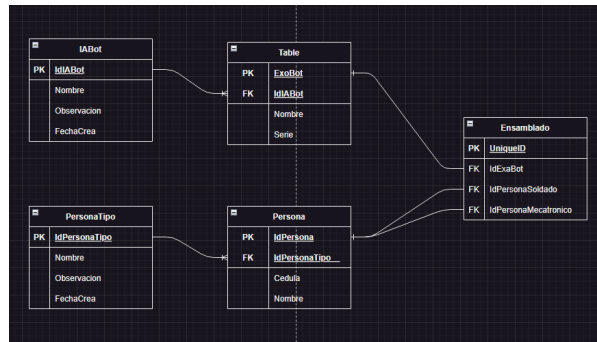 IABot
PK IdIABot
Nombre
Observacion
FechaCrea
Table
PK ExoBot
FK IdIABot
Nombre
Serie
Ensamblado
PK UniqueID
FK IdExaBot
FK IdPersonaSoldado
FK IdPersonaMecatronico
PersonaTipo
PK IdPersonaTipo
Nombre
Observacion
FechaCrea
Persona
PK IdPersona
FK IdPersonaTipo
Cedula
Nombre